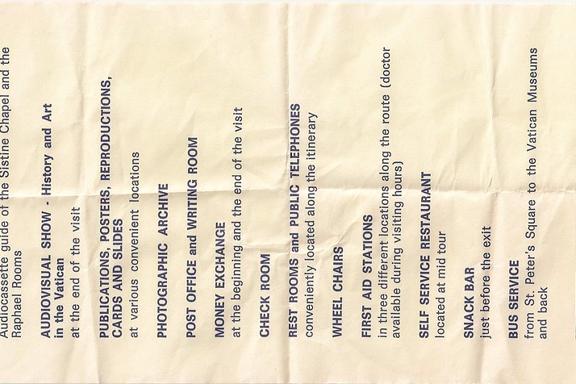 Audiocassette guide of the Sistine Chapel and the
Raphael Rooms
AUDIOVISUAL SHOW - History and Art
in the Vatican
at the end of the visit
PUBLICATIONS, POSTERS, REPRODUCTIONS,
CARDS AND SLIDES
at various convenient locations
PHOTOGRAPHIC ARCHIVE
POST OFFICE and WRITING ROOM
MONEY EXCHANGE
at the beginning and the end of the visit
CHECK ROOM
REST ROOMS and PUBLIC TELEPHONES
conveniently located along the itinerary
WHEEL CHAIRS
FIRST AID STATIONS
in three different locations along the route (doctor
available during visiting hours)
SELF SERVICE RESTAURANT
located at mid tour
SNACK BAR
just before the exit
BUS SERVICE
from St. Peter's Square to the Vatican Museums
and back